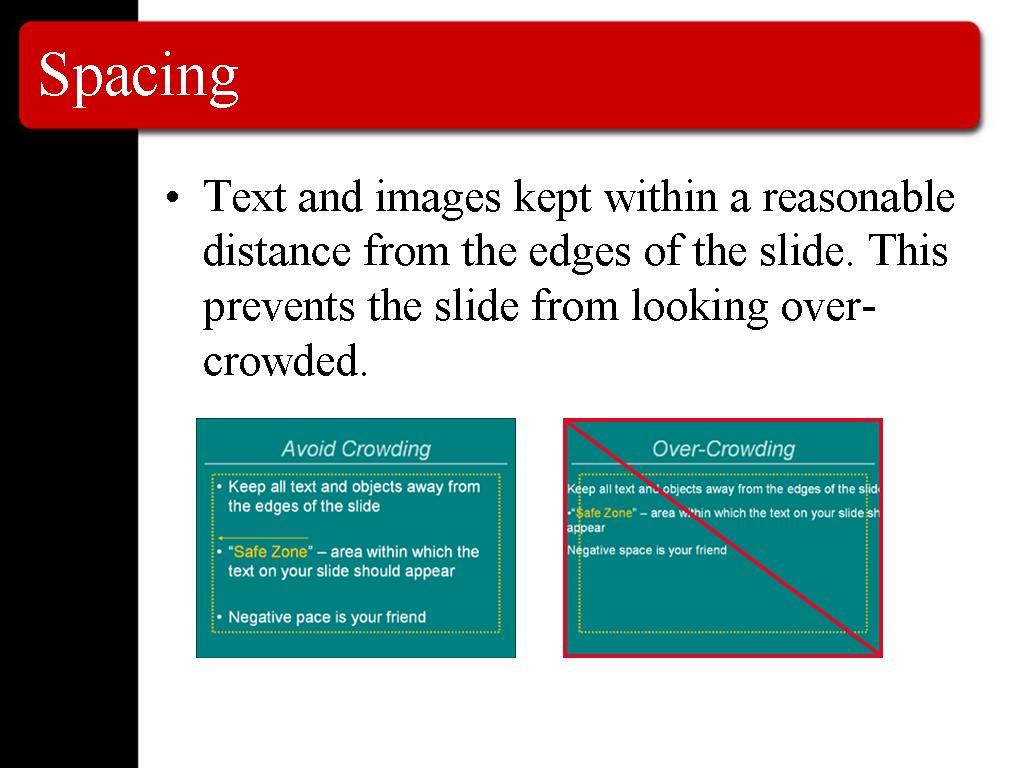 Spacing
• Text and images kept within a reasonable
distance from the edges of the slide. This
prevents the slide from looking over-
crowded.
Avoid Crowding
• Keep all text and objects away from
the edges of the slide
• “Safe Zone” – area within which the
text on your slide should appear
• Negative pace is your friend
Over-Crowding
Keep all text and objects away from the edges of the slide
•“Safe Zone” – area within which the text on your slide sh
appear
Negative space is your friend